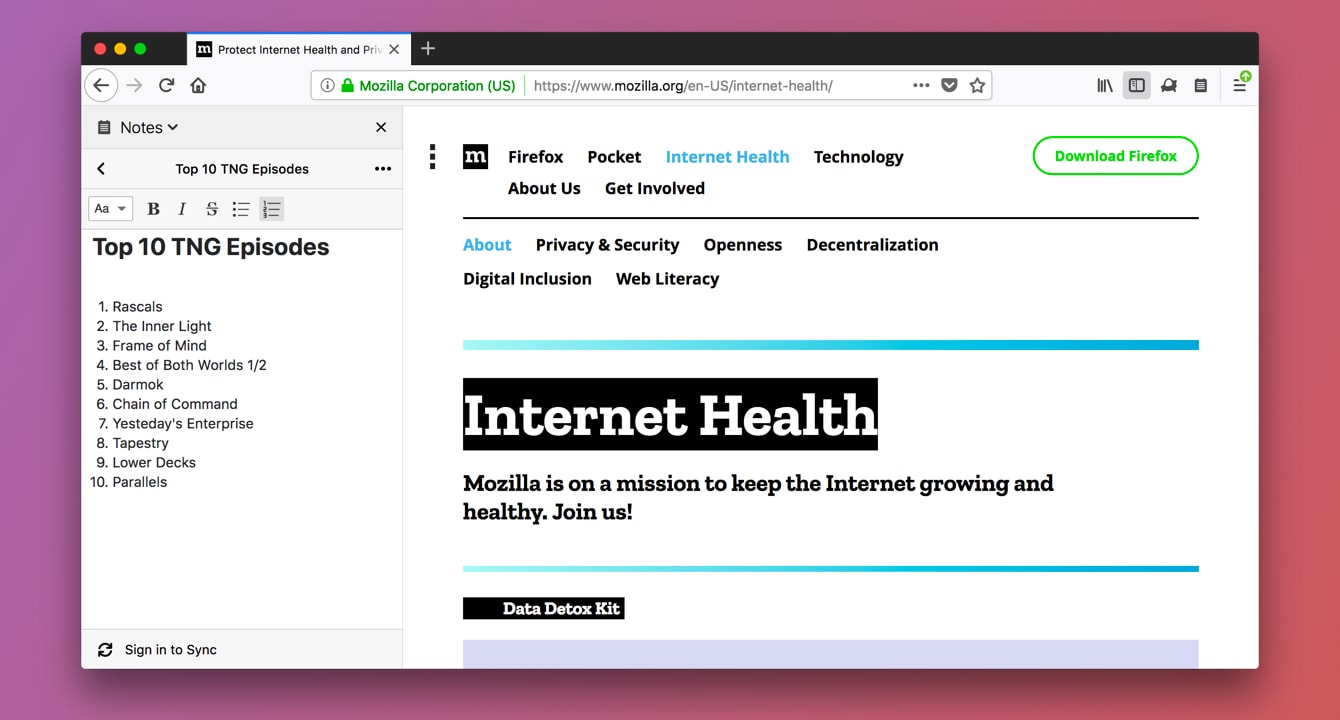 m Protect Internet Health and Priv
Mozilla Corporation (US) https://www.mozilla.org/en-US/internet-health/
Notes
Top 10 TNG Episodes
Aa B I S
Top 10 TNG Episodes
1. Rascals
2. The Inner Light
3. Frame of Mind
4. Best of Both Worlds 1/2
5. Darmok
6. Chain of Command
7. Yesteday's Enterprise
8. Tapestry
9. Lower Decks
10. Parallels
Sign in to Sync
m Firefox Pocket Internet Health Technology
About Us Get Involved
Download Firefox
About Privacy & Security Openness Decentralization
Digital Inclusion Web Literacy
Internet Health
Mozilla is on a mission to keep the Internet growing and
healthy. Join us!
Data Detox Kit